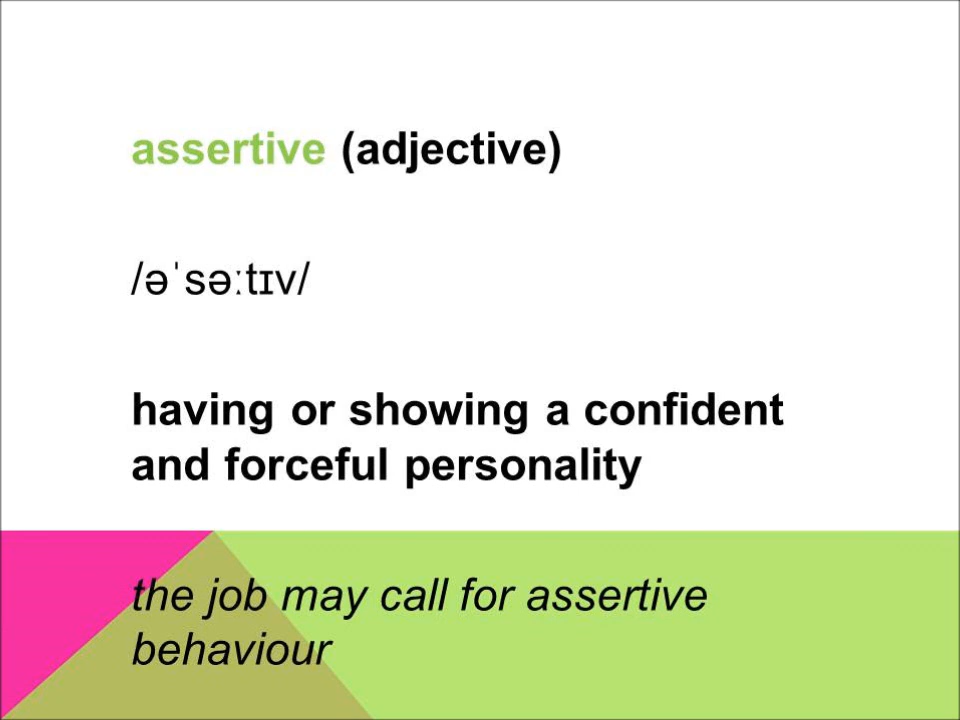 assertive (adjective)
/əˈsəːtɪv/
having or showing a confident
and forceful personality
the job may call for assertive
behaviour